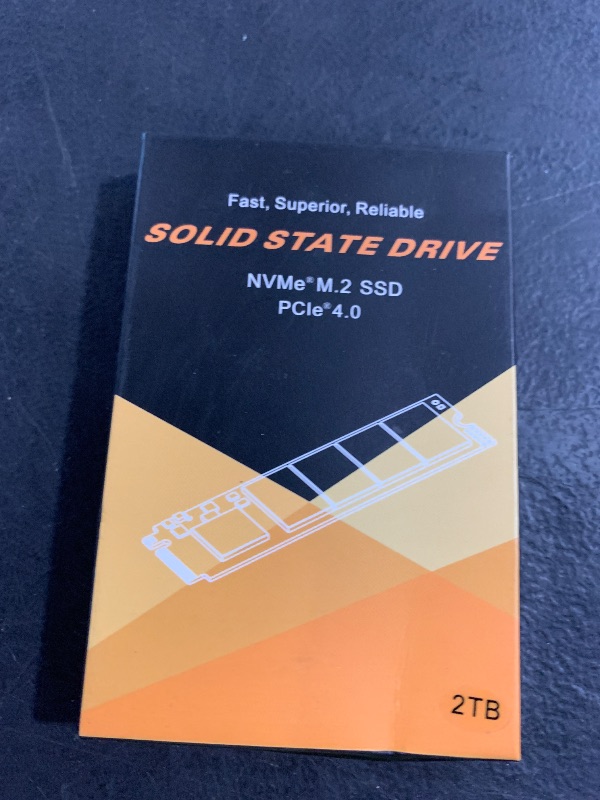 Fast, Superior, Reliable
SOLID STATE DRIVE
NVMe® M.2 SSD
PCIe® 4.0
2TB